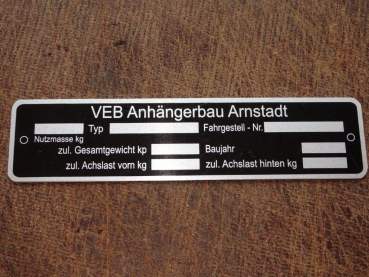 VEB Anhängerbau Arnstadt
Typ Fahrgestell - Nr.
Nutzmasse kg
zul. Gesamtgewicht kp Baujahr
zul. Achslast vorn kg zul. Achslast hinten kg